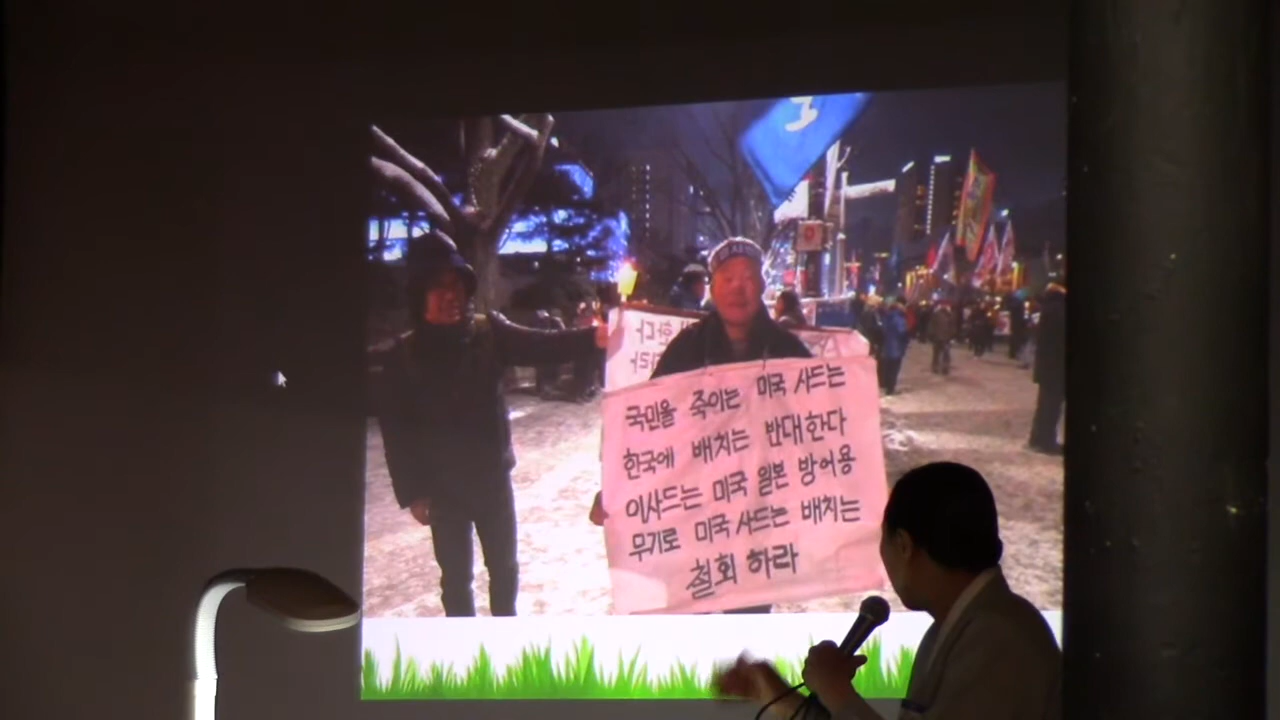 국민을 죽이는 미국 사드는
한국에 배치는 반대한다
이사드는 미국 일본 방어용
무기로 미국 사드는 배치는
철회 하라